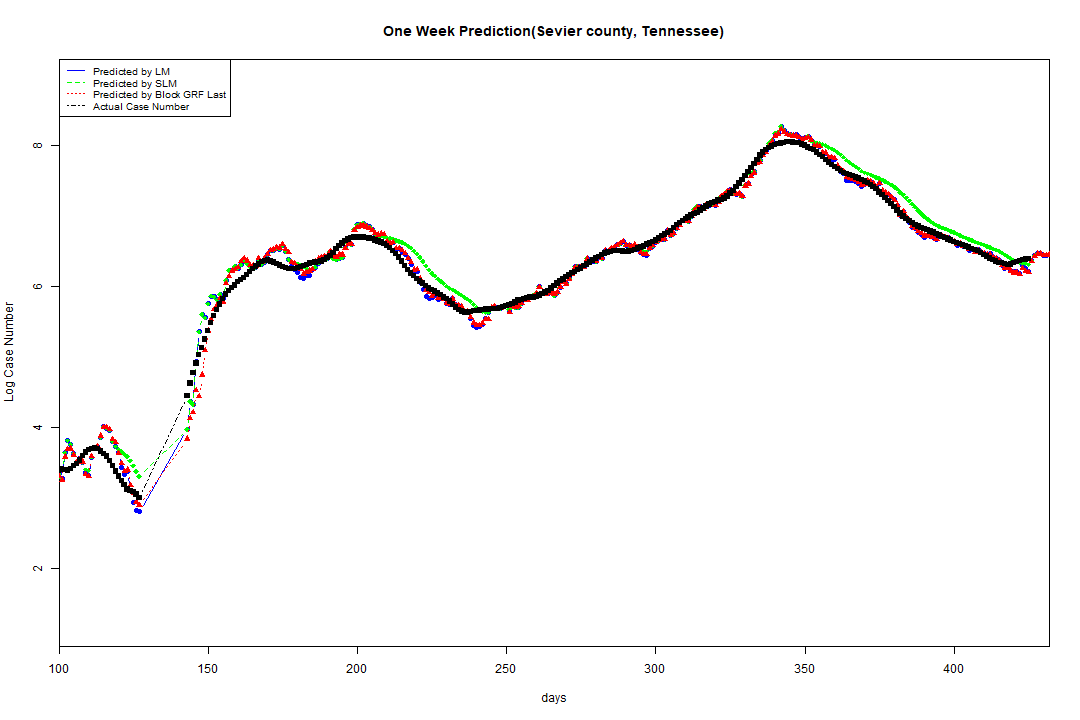 One Week Prediction(Sevier county, Tennessee)
Predicted by LM
Predicted by SLM
Predicted by Block GRF Last
Actual Case Number
8
6
4
2
Log Case Number
100 150 200 250 300 350 400
days